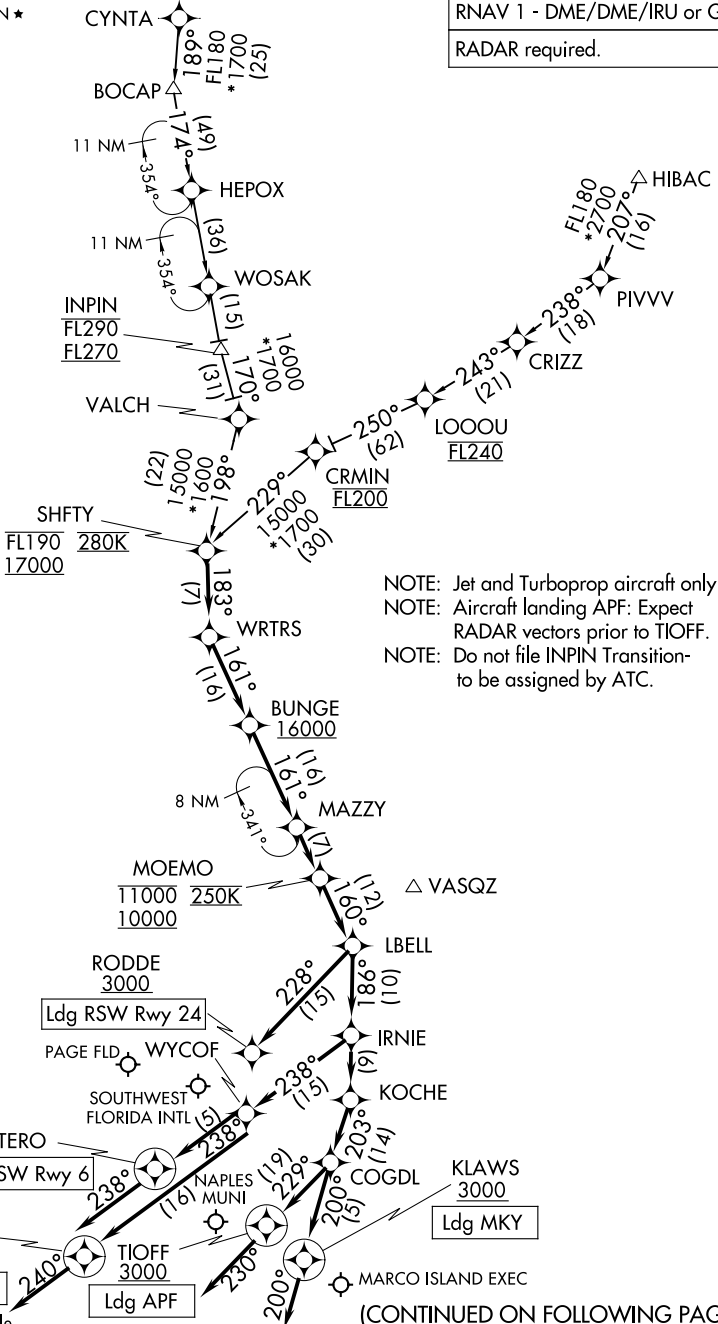 N★
CYNTA
RNAV 1 - DME/DME/IRU or G
RADAR required.
189°
FL180
*1700
(25)
BOCAP
(49)
174°
11 NM
354°
HEPOX
HIBAC
FL180
*2700
207°
(16)
11 NM
354°
(36)
WOSAK
PIVVV
238°
(18)
INPIN
FL290
FL270
(15)
16000
*1700
170°
(31)
CRIZZ
243°
(21)
VALCH
LOOOU
FL240
250°
(62)
CRMIN
FL200
(22)
15000
*1600
198°
229°
15000
*1700
(30)
SHFTY
FL190 280K
17000
183°
(7)
NOTE: Jet and Turboprop aircraft only
NOTE: Aircraft landing APF: Expect
RADAR vectors prior to TIOFF.
NOTE: Do not file INPIN Transition-
to be assigned by ATC.
WRTRS
161°
(16)
BUNGE
16000
(16)
161°
8 NM
341°
MAZZY
(7)
MOEMO
11000 250K
10000
VASQZ
(12)
160°
LBELL
RODDE
3000
Ldg RSW Rwy 24
228°
(15)
186°
(10)
IRNIE
PAGE FLD
WYCOF
238°
(15)
(9)
SOUTHWEST
FLORIDA INTL
KOCHE
(5)
238°
203°
(14)
TERO
SW Rwy 6
238°
(16)
NAPLES
MUNI
(19)
229°
COGDL
200°
(5)
KLAWS
3000
Ldg MKY
240°
TIOFF
3000
Ldg APF
230°
200°
MARCO ISLAND EXEC
(CONTINUED ON FOLLOWING PAG